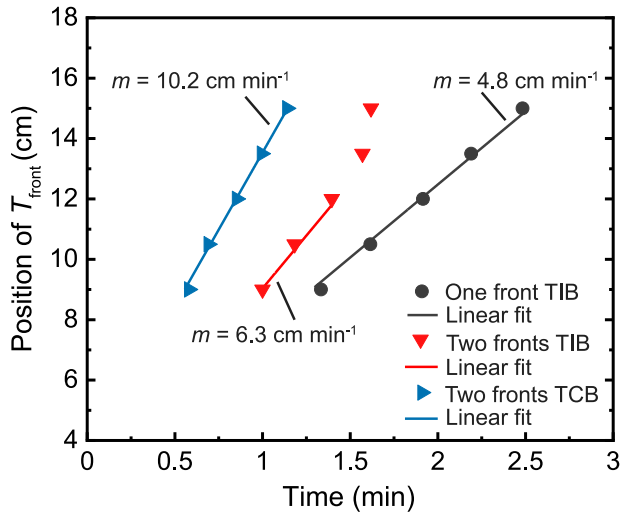 18
16
14
12
10
8
6
4
Position of T_front (cm)
m = 10.2 cm min⁻¹
m = 4.8 cm min⁻¹
m = 6.3 cm min⁻¹
One front TIB
Linear fit
Two fronts TIB
Linear fit
Two fronts TCB
Linear fit
0 0.5 1 1.5 2 2.5 3
Time (min)